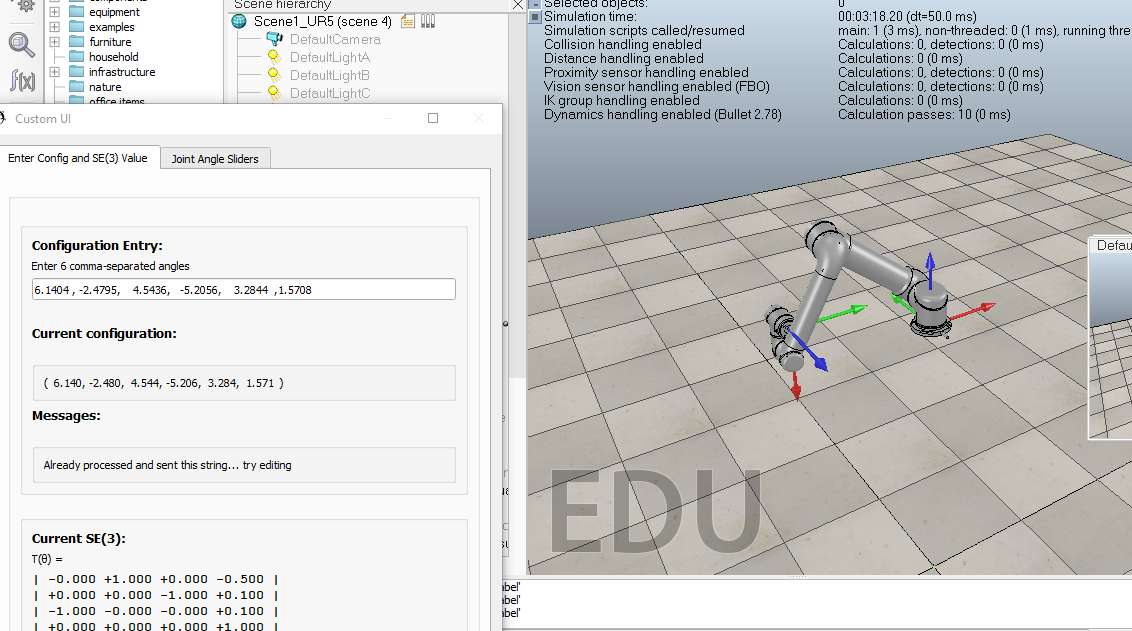 equipment
examples
furniture
household
infrastructure
nature
office items
Scene hierarchy
Scene1_UR5 (scene 4)
DefaultCamera
DefaultLightA
DefaultLightB
DefaultLightC
f(x)
Selected objects: 0
Simulation time: 00:03:18.20 (dt=50.0 ms)
Simulation scripts called/resumed main: 1 (3 ms), non-threaded: 0 (1 ms), running thre
Collision handling enabled Calculations: 0, detections: 0 (0 ms)
Distance handling enabled Calculations: 0 (0 ms)
Proximity sensor handling enabled Calculations: 0, detections: 0 (0 ms)
Vision sensor handling enabled (FBO) Calculations: 0, detections: 0 (0 ms)
IK group handling enabled Calculations: 0 (0 ms)
Dynamics handling enabled (Bullet 2.78) Calculation passes: 10 (0 ms)
Custom UI
Enter Config and SE(3) Value
Joint Angle Sliders
Configuration Entry:
Enter 6 comma-separated angles
6.1404 , -2.4795, 4.5436, -5.2056, 3.2844 ,1.5708
Current configuration:
( 6.140, -2.480, 4.544, -5.206, 3.284, 1.571 )
Messages:
Already processed and sent this string... try editing
Current SE(3):
T(θ) =
| -0.000 +1.000 +0.000 -0.500 |
| +0.000 +0.000 -1.000 +0.100 |
| -1.000 -0.000 -0.000 +0.100 |
| +0.000 +0.000 +0.000 +1.000 |
Defau
EDU
abel'
abel'
abel'